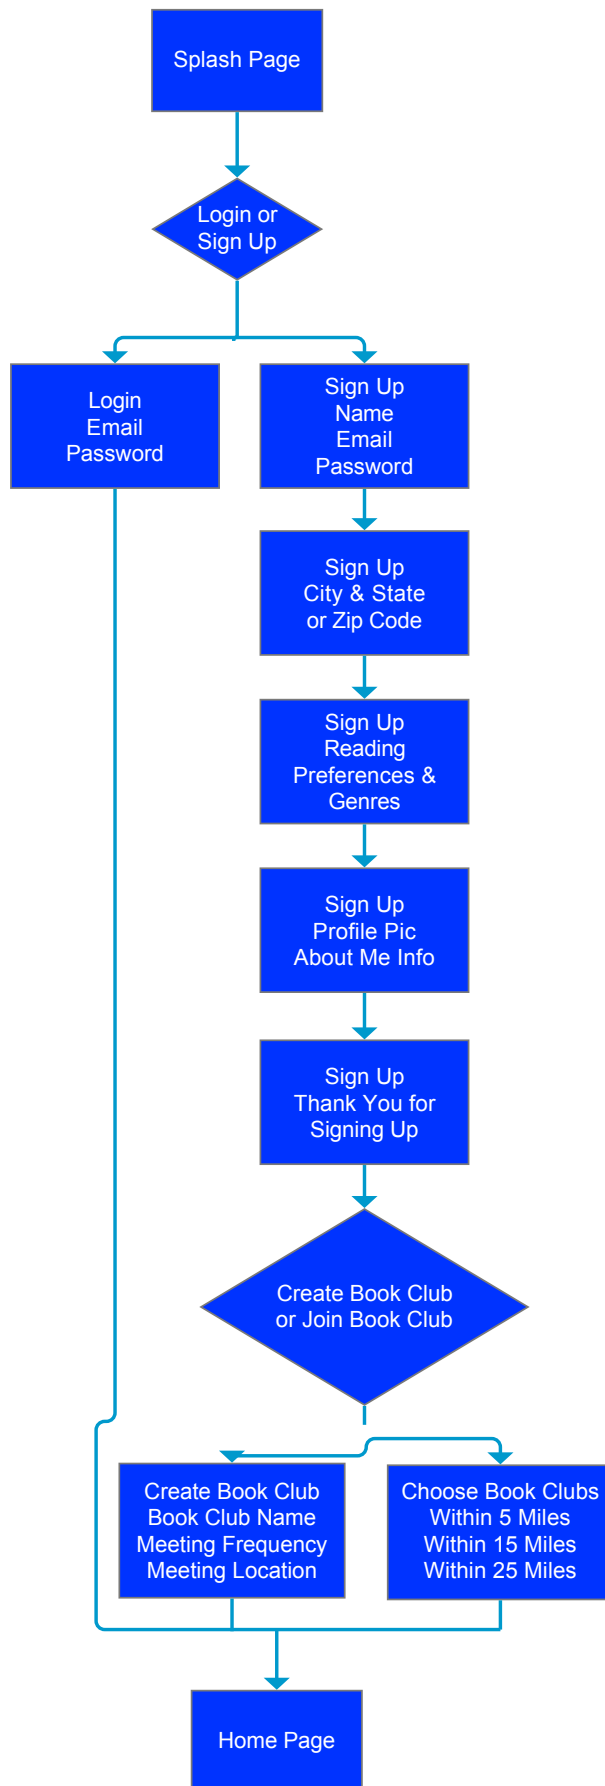 Splash Page
Login or
Sign Up
Login
Email
Password
Sign Up
Name
Email
Password
Sign Up
City & State
or Zip Code
Sign Up
Reading
Preferences &
Genres
Sign Up
Profile Pic
About Me Info
Sign Up
Thank You for
Signing Up
Create Book Club
or Join Book Club
Create Book Club
Book Club Name
Meeting Frequency
Meeting Location
Choose Book Clubs
Within 5 Miles
Within 15 Miles
Within 25 Miles
Home Page